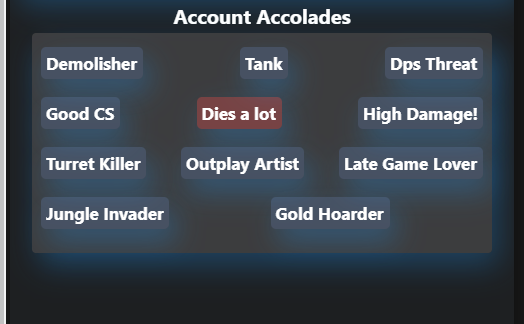 Account Accolades
Demolisher Tank Dps Threat
Good CS Dies a lot High Damage!
Turret Killer Outplay Artist Late Game Lover
Jungle Invader Gold Hoarder